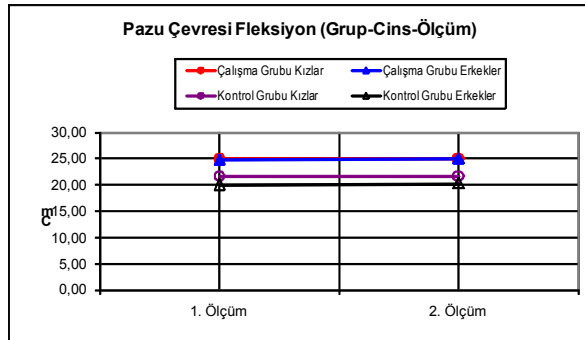 Pazu Çevresi Fleksiyon (Grup-Cins-Ölçüm)
Çalışma Grubu Kızlar
Çalışma Grubu Erkekler
Kontrol Grubu Kızlar
Kontrol Grubu Erkekler
30,00
25,00
20,00
15,00
10,00
5,00
0,00
Cm
1. Ölçüm
2. Ölçüm